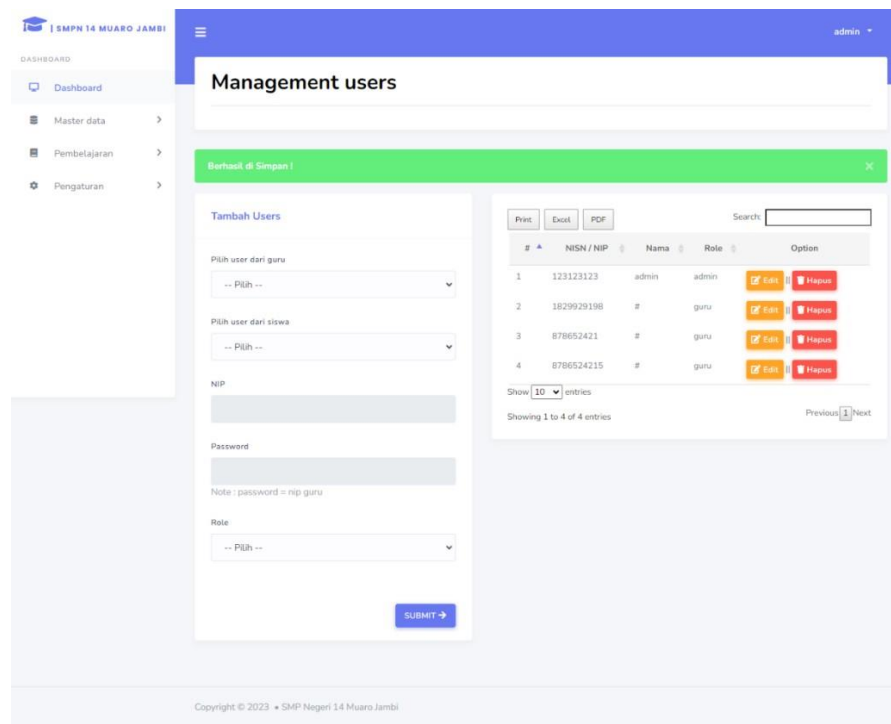 | SMPN 14 MUARO JAMBI
admin
DASHBOARD
Dashboard
Master data
Pembelajaran
Pengaturan
Management users
Berhasil di Simpan !
Tambah Users
Pilih user dari guru
-- Pilih --
Pilih user dari siswa
-- Pilih --
NIP
Password
Note : password = nip guru
Role
-- Pilih --
SUBMIT
Print Excel PDF Search:
# NISN / NIP Nama Role Option
1 123123123 admin admin Edit || Hapus
2 1829929198 # guru Edit || Hapus
3 878652421 # guru Edit || Hapus
4 8786524215 # guru Edit || Hapus
Show 10 entries
Showing 1 to 4 of 4 entries
Previous 1 Next
Copyright © 2023 • SMP Negeri 14 Muaro Jambi